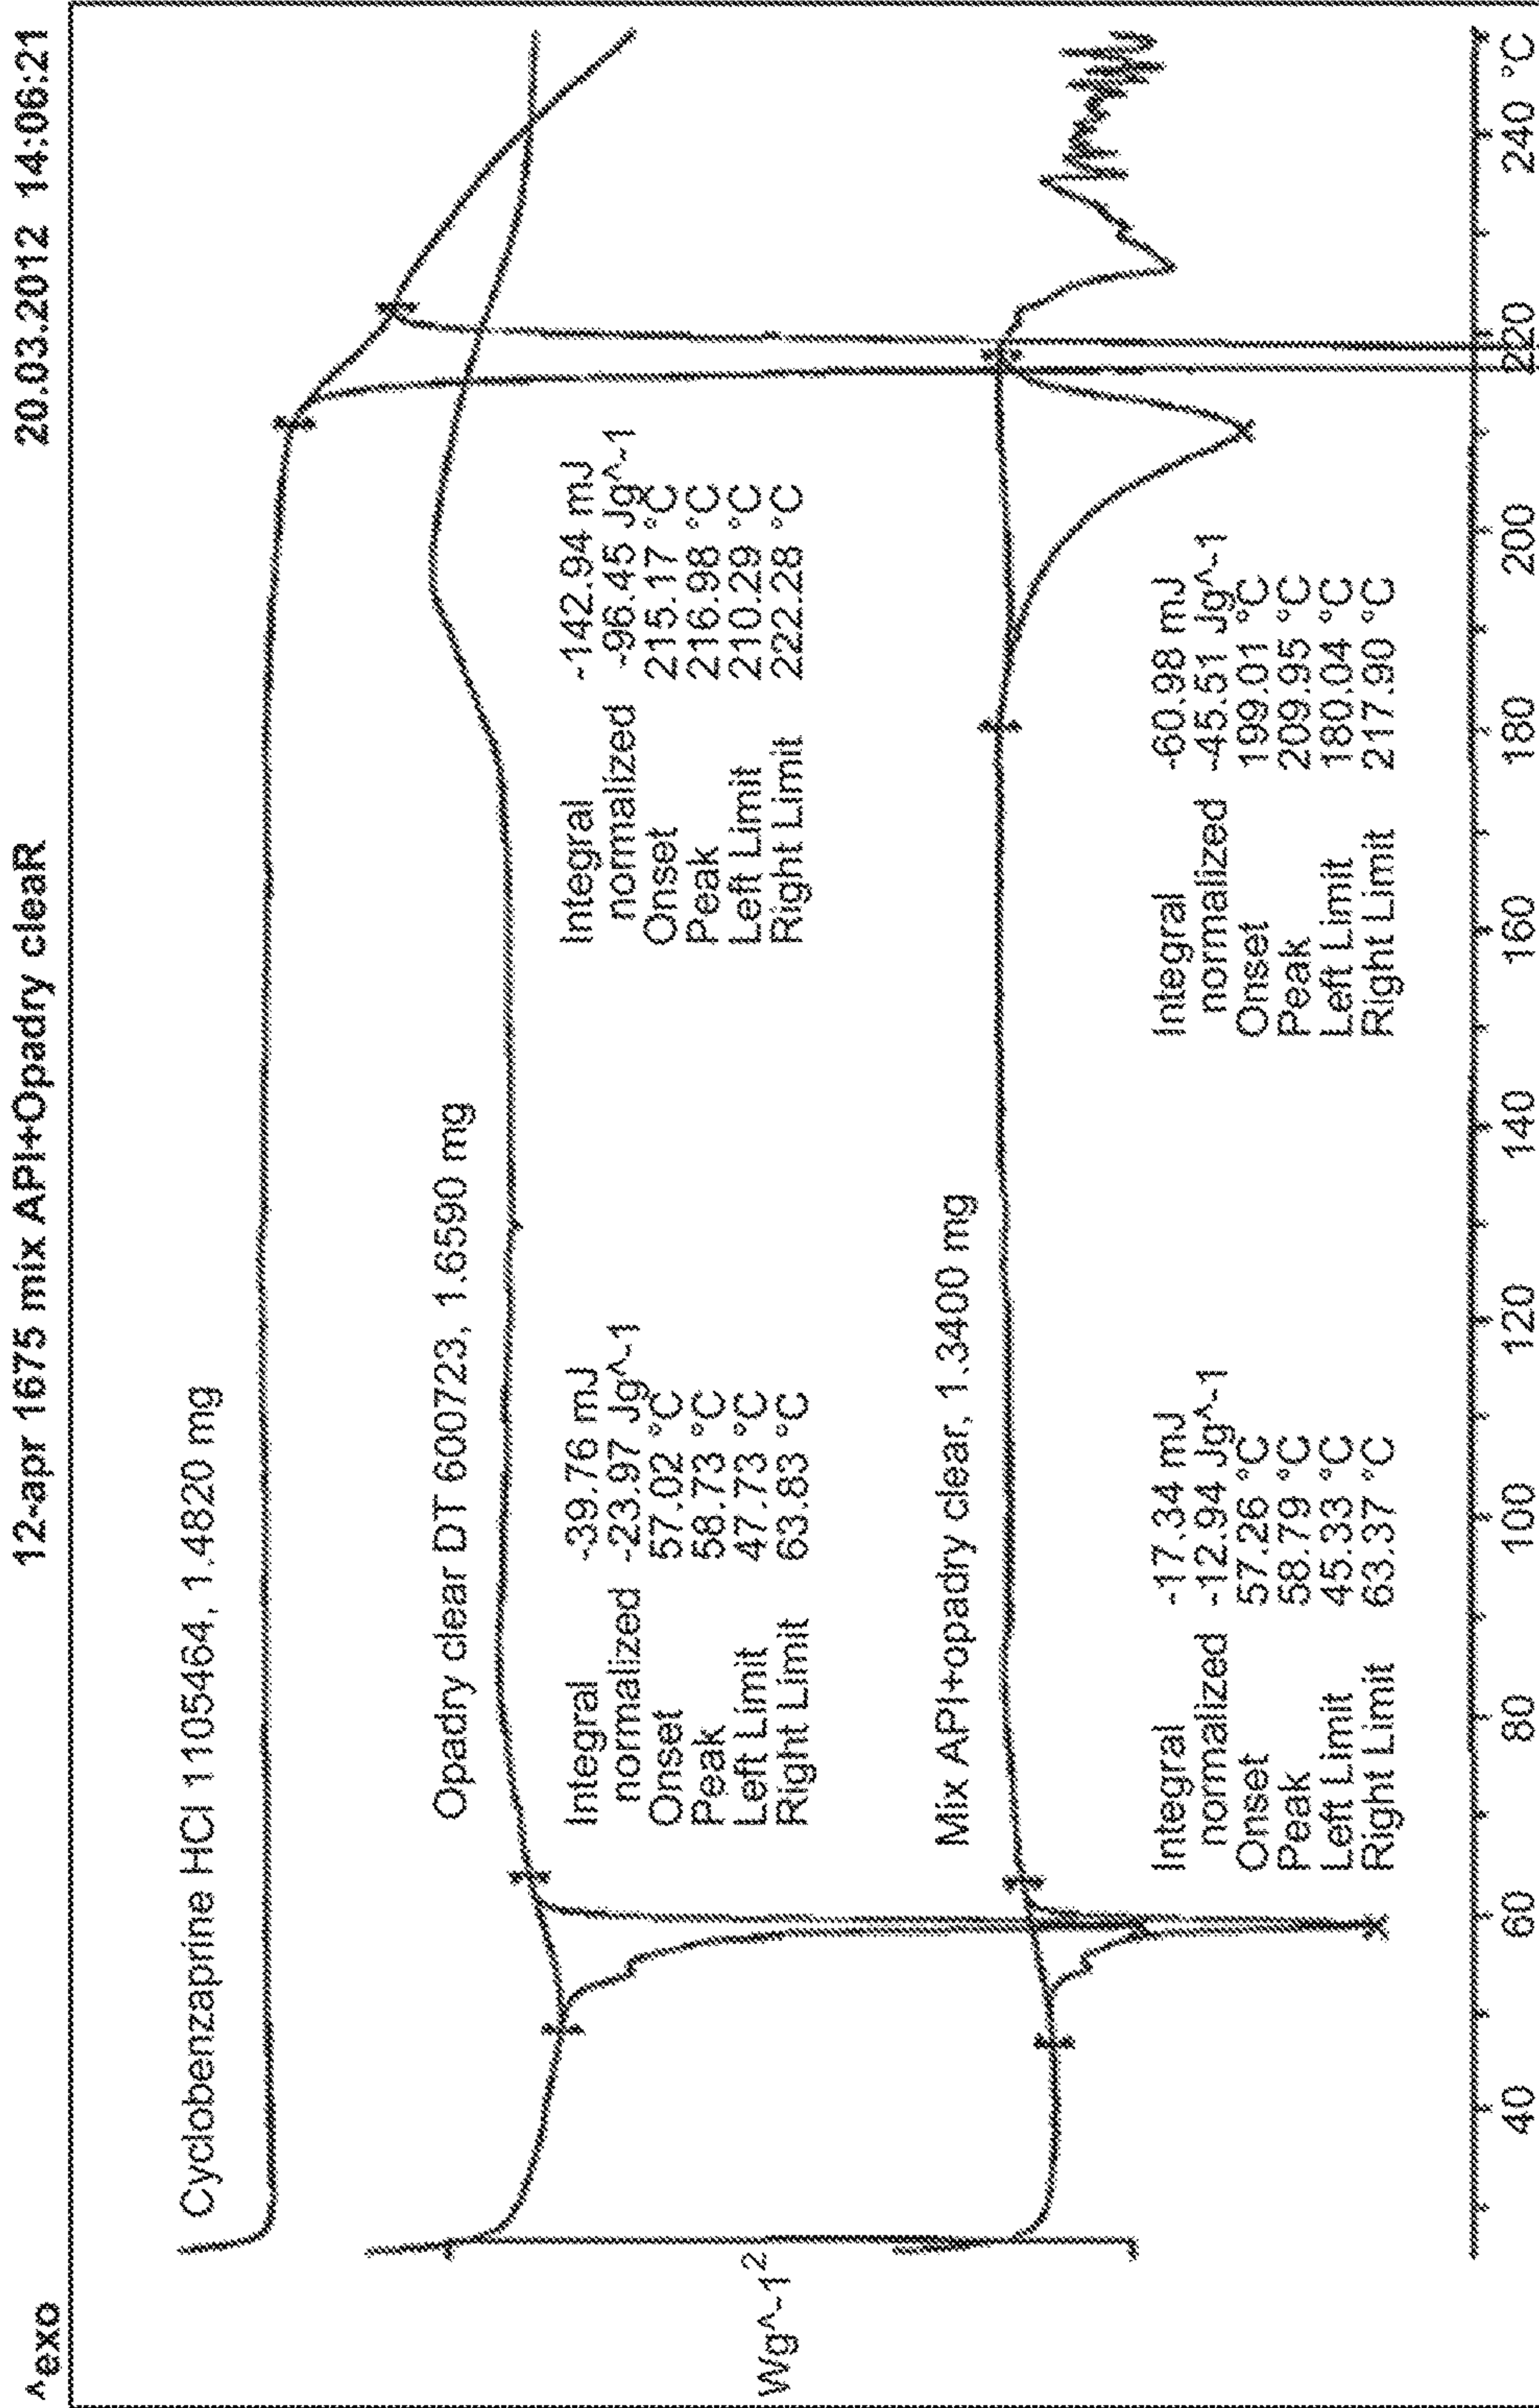 ^exo
12-apr 1675 mix API+Opadry cleaR
20.03.2012 14:06:21
Cyclobenzaprine HCl 1105464, 1.4820 mg
Opadry clear DT 600723, 1.6590 mg
Integral -39.76 mJ
normalized -23.97 Jg^-1
Onset 57.02 °C
Peak 58.73 °C
Left Limit 47.73 °C
Right Limit 63.83 °C
Integral -142.94 mJ
normalized -96.45 Jg^-1
Onset 215.17 °C
Peak 216.98 °C
Left Limit 210.29 °C
Right Limit 222.28 °C
2
Wg^-1
Mix API+opadry clear, 1.3400 mg
Integral -17.34 mJ
normalized -12.94 Jg^-1
Onset 57.26 °C
Peak 58.79 °C
Left Limit 45.33 °C
Right Limit 63.37 °C
Integral -60.98 mJ
normalized -45.51 Jg^-1
Onset 199.01 °C
Peak 209.95 °C
Left Limit 180.04 °C
Right Limit 217.90 °C
40 60 80 100 120 140 160 180 200 220 240 °C